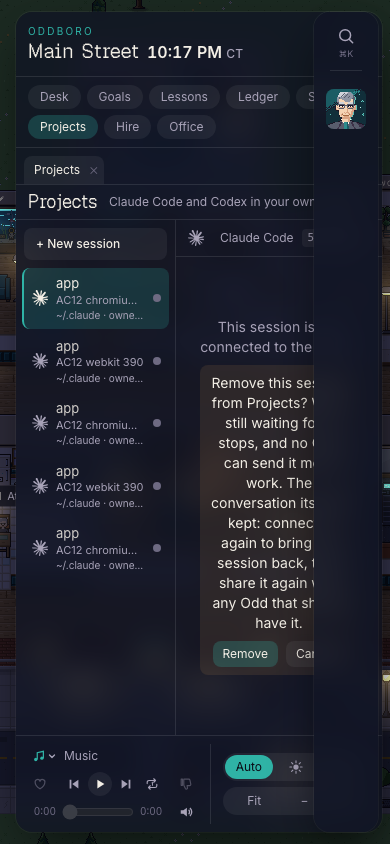 ODDBORO
Main Street 10:17 PM CT
⌘K
Desk
Goals
Lessons
Ledger
S
Projects
Hire
Office
Projects ×
Projects Claude Code and Codex in your own
+ New session
Claude Code 5
app
AC12 chromiu...
~/.claude · owne...
app
AC12 webkit 390
~/.claude · owne...
app
AC12 chromiu...
~/.claude · owne...
app
AC12 webkit 390
~/.claude · owne...
app
AC12 chromiu...
~/.claude · owne...
This session is
connected to the
Remove this ses
from Projects? W
still waiting fo
stops, and no
can send it mo
work. The
conversation its
kept: connec
again to bring
session back, t
share it again w
any Odd that sh
have it.
Remove
Can
Music
0:00
0:00
Auto
Fit −